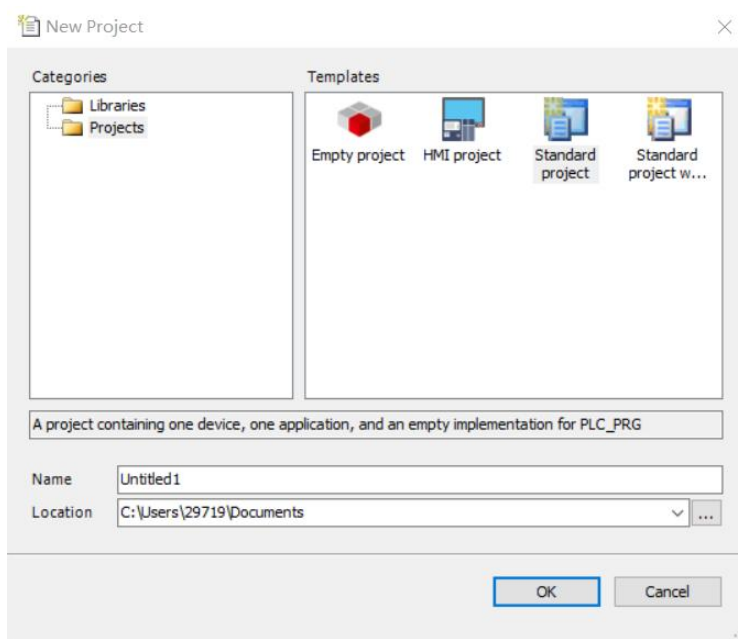 New Project
Categories
Templates
Libraries
Projects
Empty project
HMI project
Standard
project
Standard
project w...
A project containing one device, one application, and an empty implementation for PLC_PRG
Name
Untitled1
Location
C:\Users\29719\Documents
...
OK
Cancel